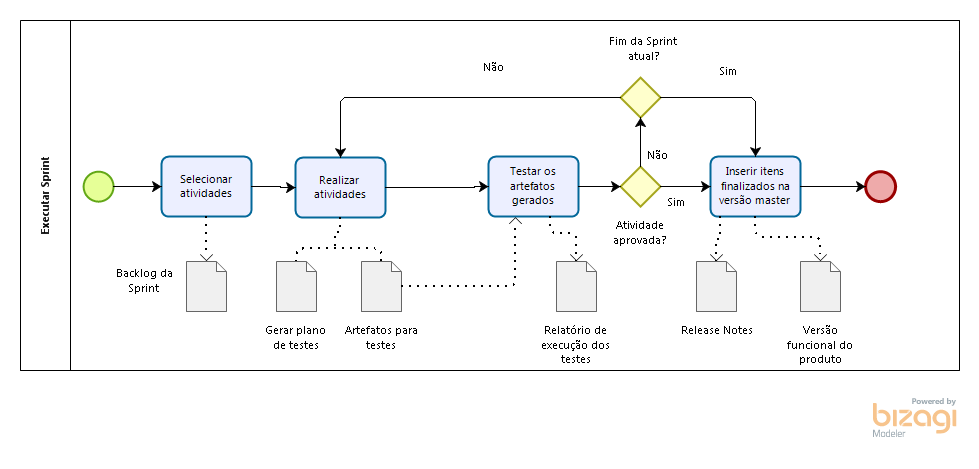 Executar Sprint
Fim da Sprint
atual?
Não
Sim
Selecionar
atividades
Realizar
atividades
Testar os
artefatos
gerados
Não
Sim
Atividade
aprovada?
Inserir itens
finalizados na
versão master
Backlog da
Sprint
Gerar plano
de testes
Artefatos para
testes
Relatório de
execução dos
testes
Release Notes
Versão
funcional do
produto
Powered by
bizagi
Modeler